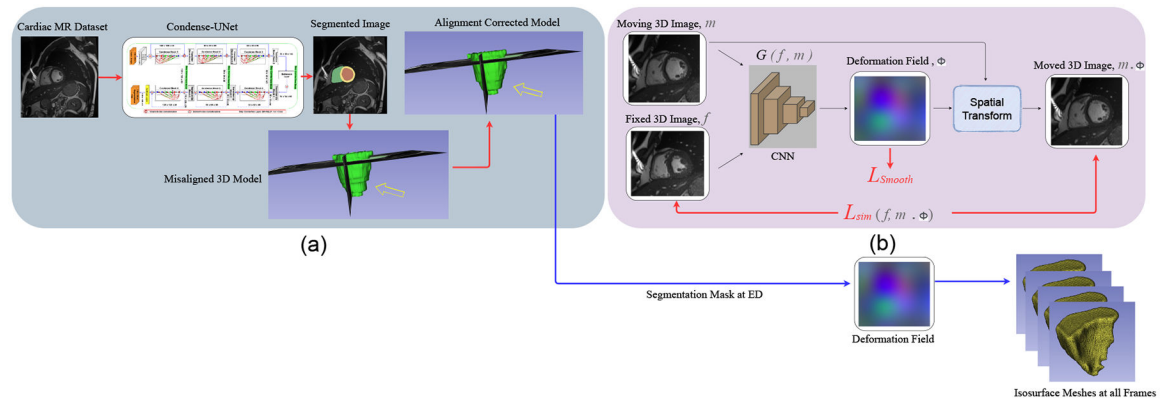 Cardiac MR Dataset
Condense-UNet
Segmented Image
Alignment Corrected Model
Misaligned 3D Model
(a)
Moving 3D Image, m
G (f, m)
Deformation Field , Φ
Moved 3D Image, m . Φ
Fixed 3D Image, f
CNN
Spatial
Transform
L_Smooth
L_sim (f, m . Φ)
(b)
Segmentation Mask at ED
Deformation Field
Isosurface Meshes at all Frames